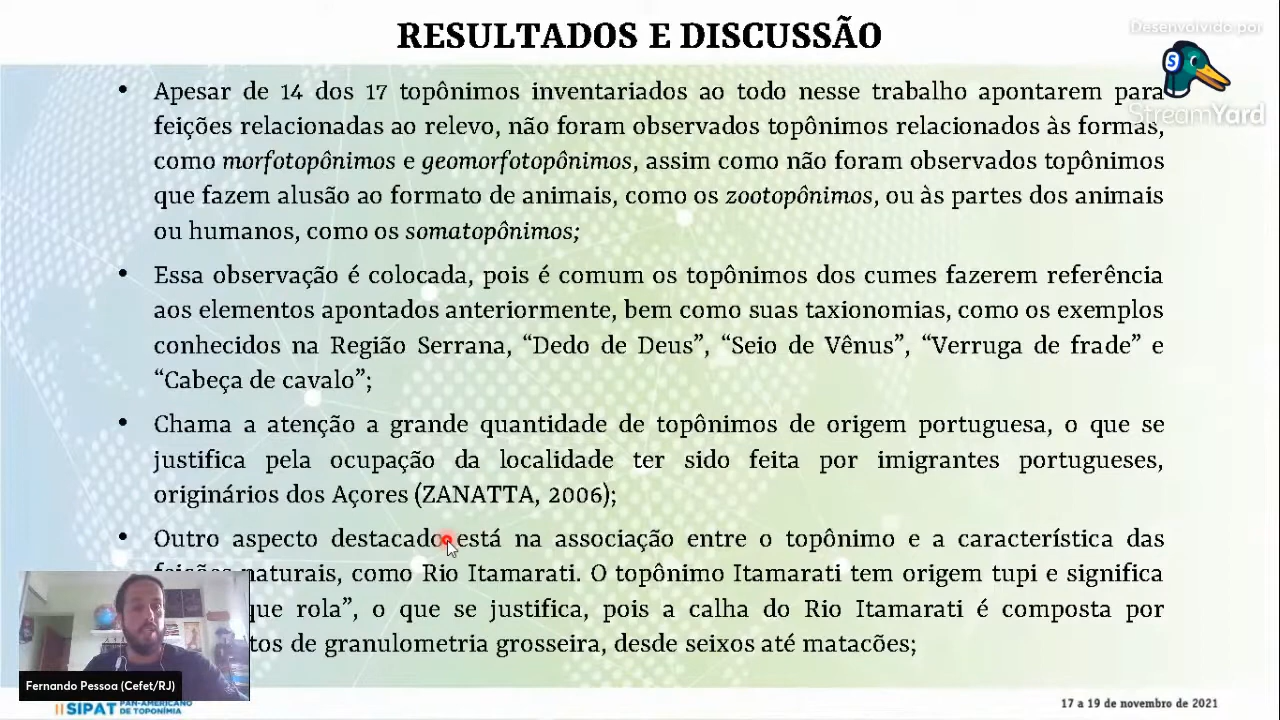 RESULTADOS E DISCUSSÃO
Desenvolvido por
StreamYard
• Apesar de 14 dos 17 topônimos inventariados ao todo nesse trabalho apontarem para
feições relacionadas ao relevo, não foram observados topônimos relacionados às formas,
como morfotopônimos e geomorfotopônimos, assim como não foram observados topônimos
que fazem alusão ao formato de animais, como os zootopônimos, ou às partes dos animais
ou humanos, como os somatopônimos;
• Essa observação é colocada, pois é comum os topônimos dos cumes fazerem referência
aos elementos apontados anteriormente, bem como suas taxionomias, como os exemplos
conhecidos na Região Serrana, “Dedo de Deus”, “Seio de Vênus”, “Verruga de frade” e
“Cabeça de cavalo”;
• Chama a atenção a grande quantidade de topônimos de origem portuguesa, o que se
justifica pela ocupação da localidade ter sido feita por imigrantes portugueses,
originários dos Açores (ZANATTA, 2006);
• Outro aspecto destacado está na associação entre o topônimo e a característica das
feições naturais, como Rio Itamarati. O topônimo Itamarati tem origem tupi e significa
que rola”, o que se justifica, pois a calha do Rio Itamarati é composta por
de granulometria grosseira, desde seixos até matacões;
Fernando Pessoa (Cefet/RJ)
II SIPAT PAN-AMERICANO
DE TOPONÍMIA
17 a 19 de novembro de 2021